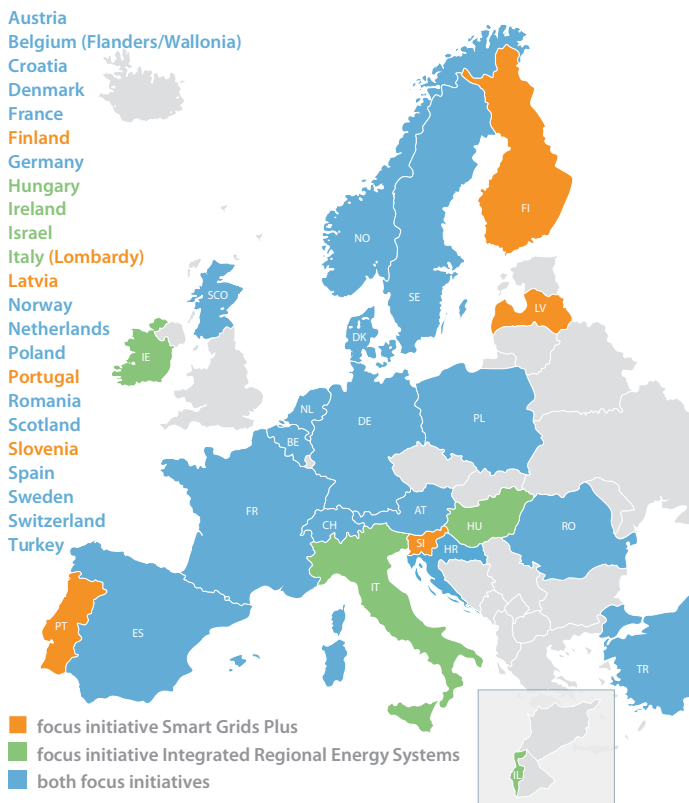 Austria
Belgium (Flanders/Wallonia)
Croatia
Denmark
France
Finland
Germany
Hungary
Ireland
Israel
Italy (Lombardy)
Latvia
Norway
Netherlands
Poland
Portugal
Romania
Scotland
Slovenia
Spain
Sweden
Switzerland
Turkey
FI
NO
SCO
SE
LV
DK
IE
NL
DE
PL
BE
FR
AT
CH
HU
RO
SI
HR
IT
PT
ES
TR
IL
focus initiative Smart Grids Plus
focus initiative Integrated Regional Energy Systems
both focus initiatives